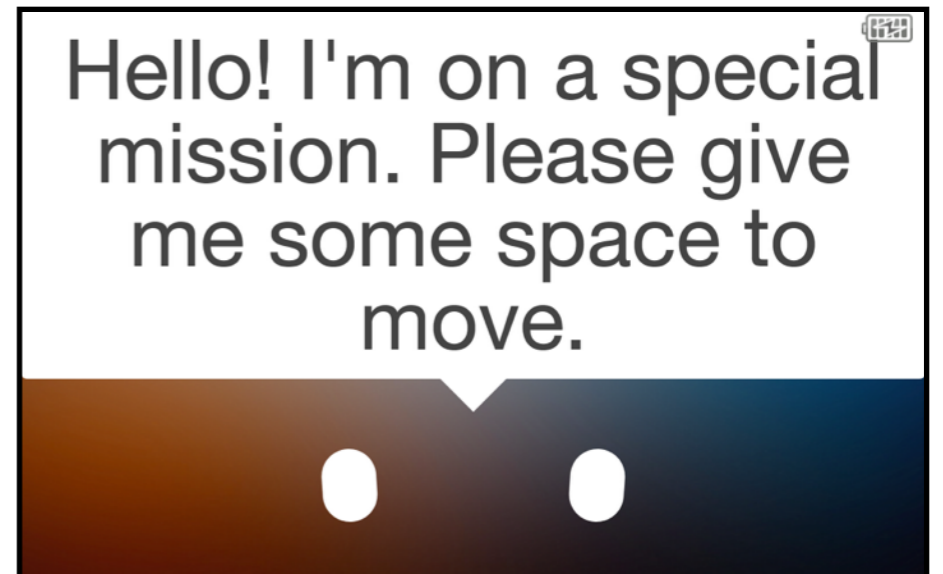 Hello! I'm on a special
mission. Please give
me some space to
move.